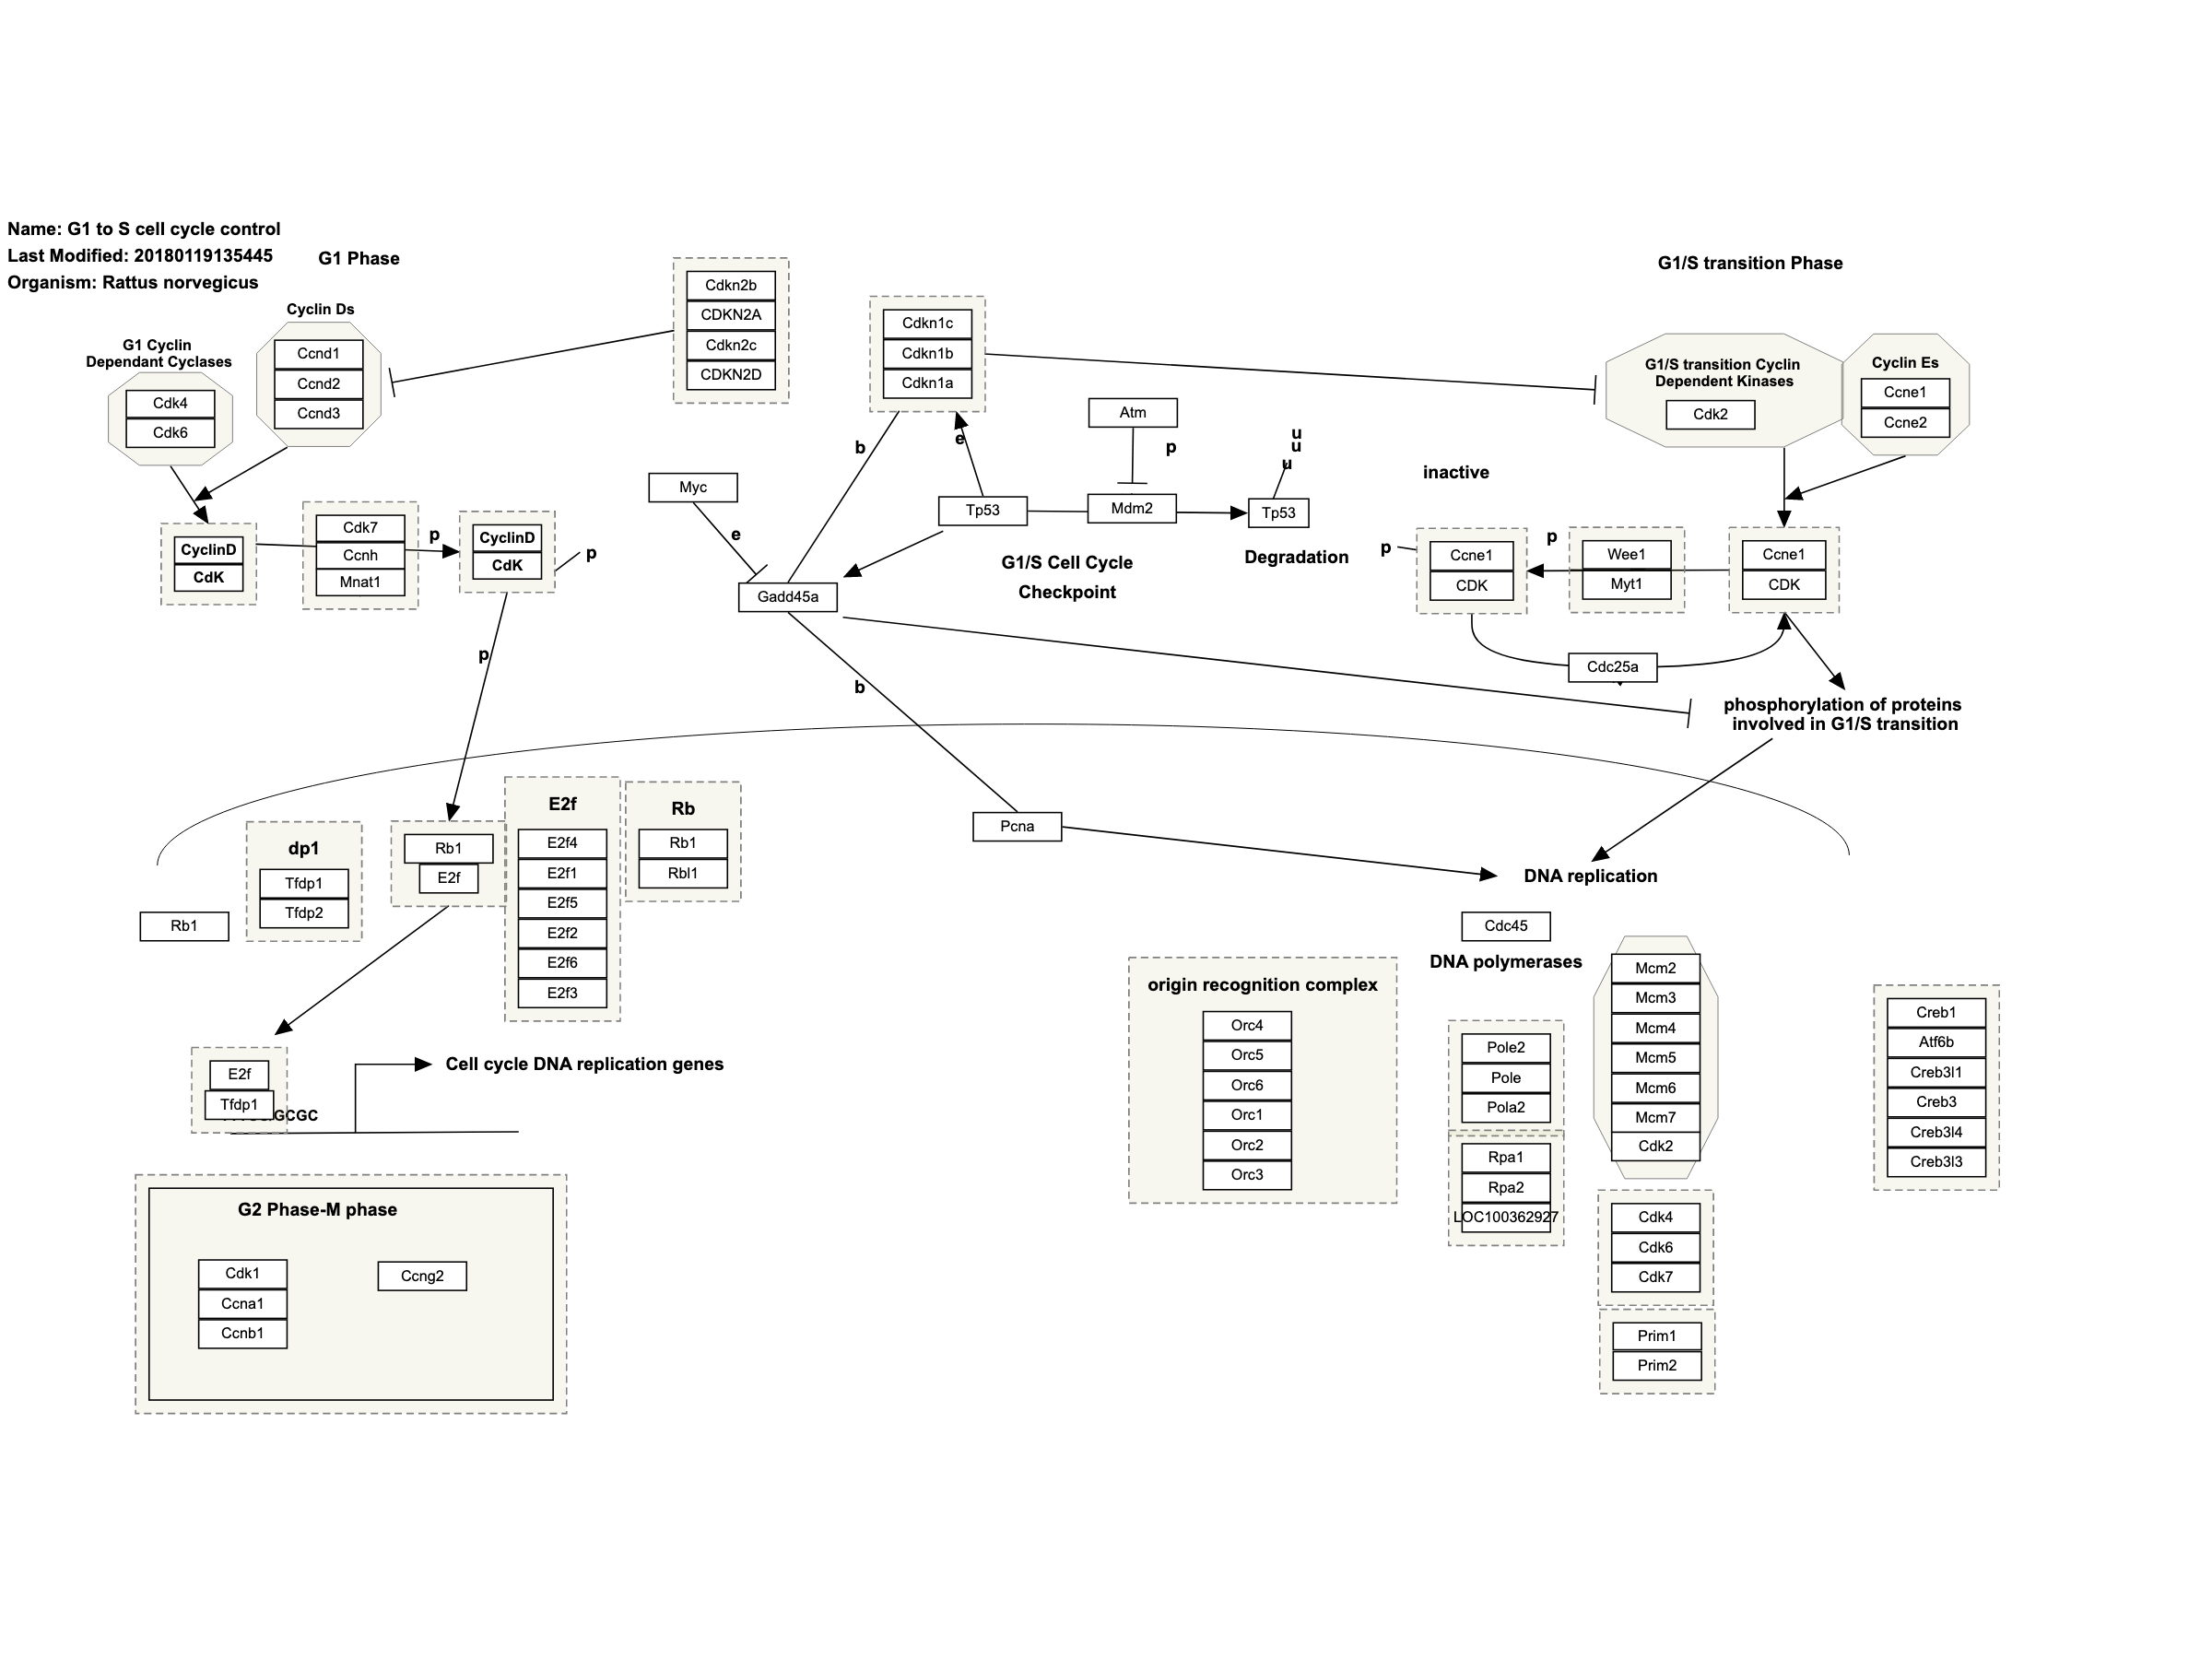 Name: G1 to S cell cycle control
Last Modified: 20180119135445
Organism: Rattus norvegicus
G1 Phase
G1/S transition Phase
Cyclin Ds
Ccnd1
Ccnd2
Ccnd3
G1 Cyclin
Dependant Cyclases
Cdk4
Cdk6
Cdkn2b
CDKN2A
Cdkn2c
CDKN2D
Cdkn1c
Cdkn1b
Cdkn1a
G1/S transition Cyclin
Dependent Kinases
Cdk2
Cyclin Es
Ccne1
Ccne2
Atm
p
b
e
u
u
u
Myc
e
Tp53
Mdm2
Tp53
inactive
CyclinD
CdK
Cdk7
Ccnh
Mnat1
p
CyclinD
CdK
p
Gadd45a
G1/S Cell Cycle
Checkpoint
Degradation
p
Ccne1
CDK
p
Wee1
Myt1
Ccne1
CDK
Cdc25a
p
b
phosphorylation of proteins
involved in G1/S transition
dp1
Tfdp1
Tfdp2
Rb1
Rb1
E2f
E2f
E2f4
E2f1
E2f5
E2f2
E2f6
E2f3
Rb
Rb1
Rbl1
Pcna
DNA replication
Cdc45
DNA polymerases
origin recognition complex
Orc4
Orc5
Orc6
Orc1
Orc2
Orc3
Pole2
Pole
Pola2
Rpa1
Rpa2
LOC100362927
Mcm2
Mcm3
Mcm4
Mcm5
Mcm6
Mcm7
Cdk2
Cdk4
Cdk6
Cdk7
Prim1
Prim2
Creb1
Atf6b
Creb3l1
Creb3
Creb3l4
Creb3l3
E2f
Tfdp1
GCGC
Cell cycle DNA replication genes
G2 Phase-M phase
Cdk1
Ccna1
Ccnb1
Ccng2